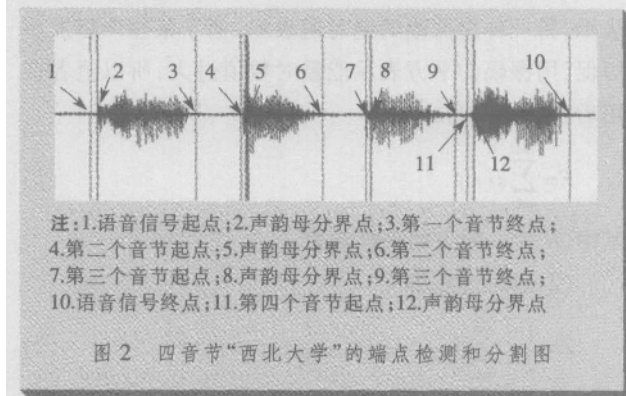 1 2 3 4 5 6 7 8 9 10
11 12
注:1.语音信号起点;2.声韵母分界点;3.第一个音节终点;
4.第二个音节起点;5.声韵母分界点;6.第二个音节终点;
7.第三个音节起点;8.声韵母分界点;9.第三个音节终点;
10.语音信号终点;11.第四个音节起点;12.声韵母分界点
图 2 四音节“西北大学”的端点检测和分割图